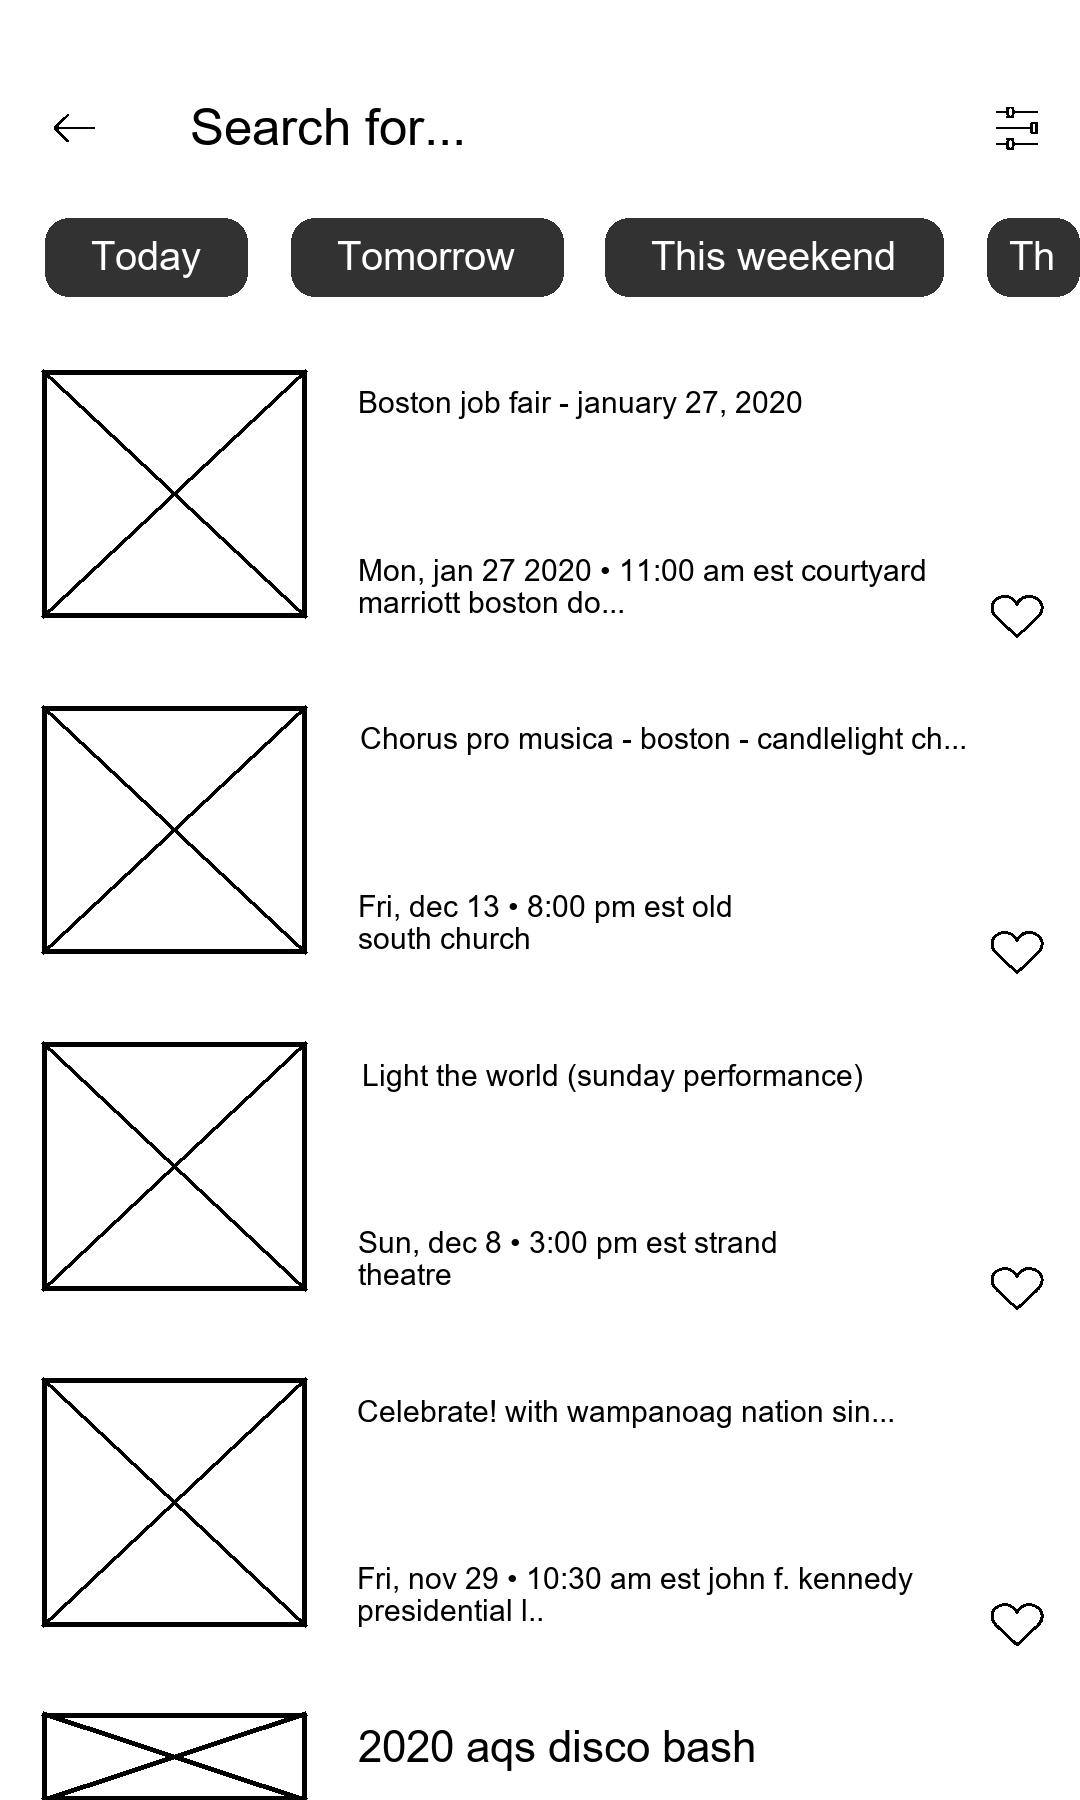 Search for...
Today
Tomorrow
This weekend
Th
Boston job fair - january 27, 2020
Mon, jan 27 2020 • 11:00 am est courtyard
marriott boston do...
Chorus pro musica - boston - candlelight ch...
Fri, dec 13 • 8:00 pm est old
south church
Light the world (sunday performance)
Sun, dec 8 • 3:00 pm est strand
theatre
Celebrate! with wampanoag nation sin...
Fri, nov 29 • 10:30 am est john f. kennedy
presidential l..
2020 aqs disco bash